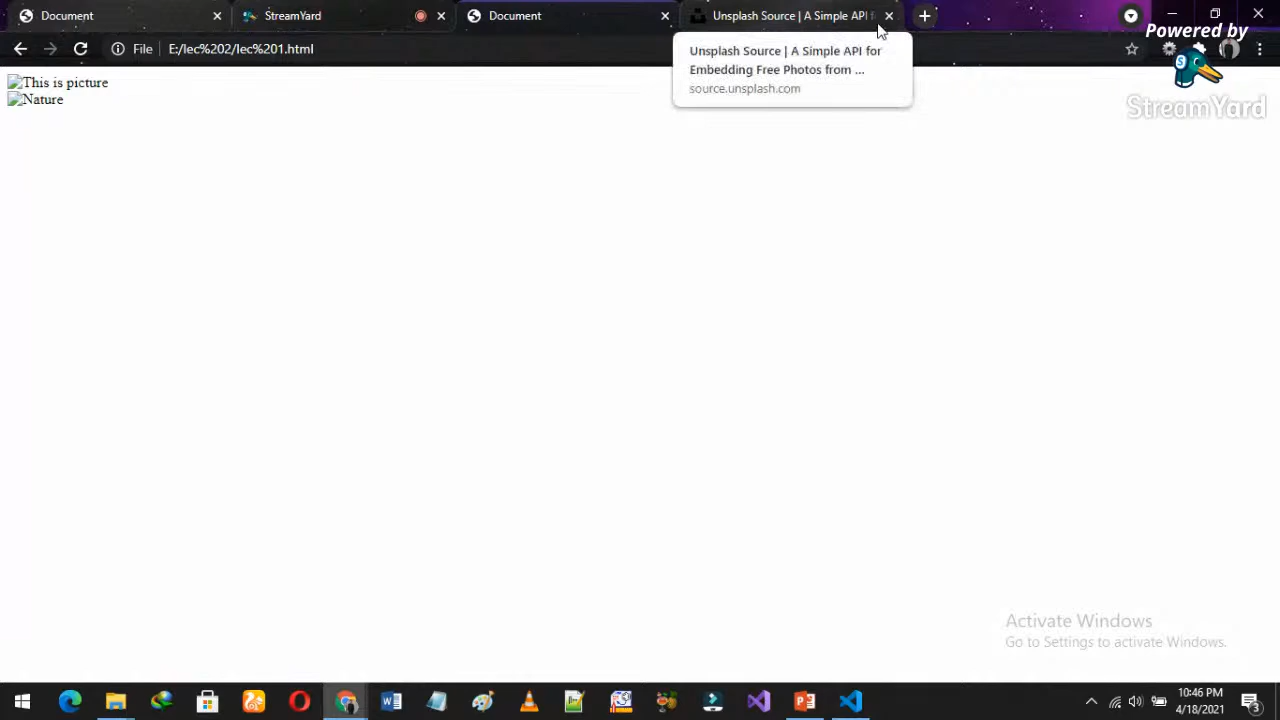 Document
StreamYard
Document
Unsplash Source | A Simple API f
File
E:/lec%202/lec%201.html
Powered by
StreamYard
Unsplash Source | A Simple API for
Embedding Free Photos from ...
source.unsplash.com
This is picture
Nature
Activate Windows
Go to Settings to activate Windows.
10:46 PM
4/18/2021
3